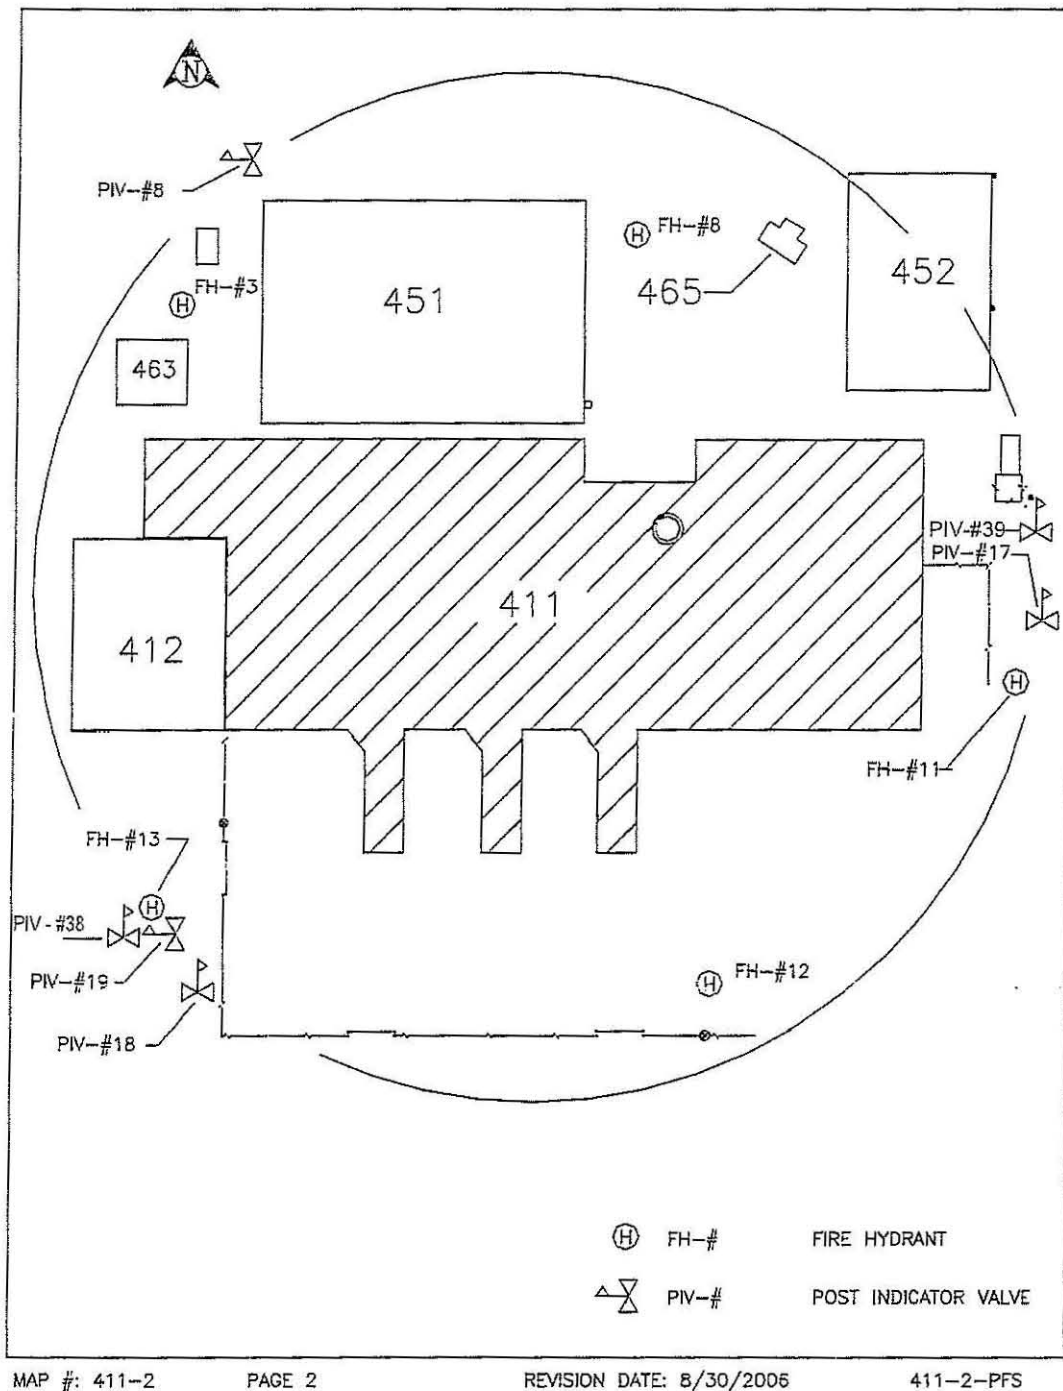 N
PIV-#8
FH-#8
FH-#3
451
465
452
463
PIV-#39
PIV-#17
411
412
FH-#11
FH-#13
PIV-#38
PIV-#19
FH-#12
PIV-#18
H FH-# FIRE HYDRANT
PIV-# POST INDICATOR VALVE
MAP #: 411-2 PAGE 2 REVISION DATE: 8/30/2006 411-2-PFS